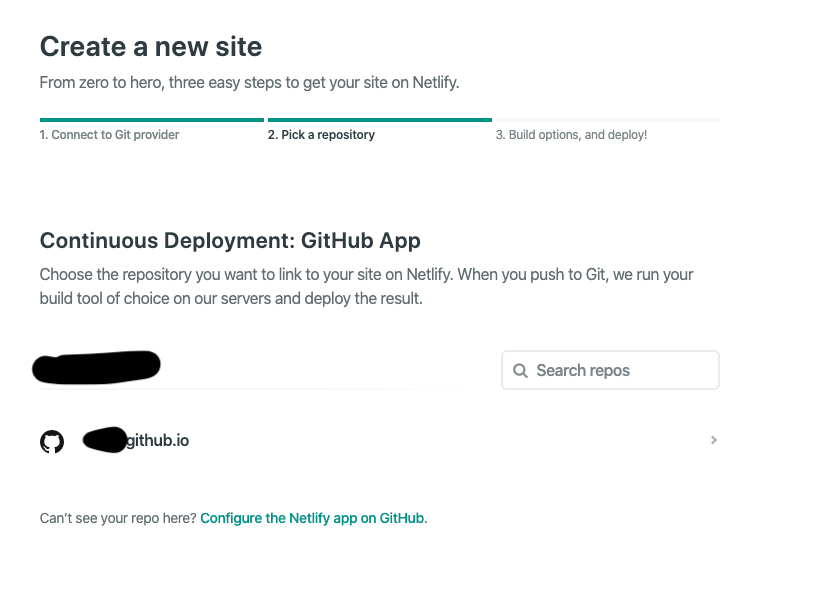 Create a new site
From zero to hero, three easy steps to get your site on Netlify.
1. Connect to Git provider
2. Pick a repository
3. Build options, and deploy!
Continuous Deployment: GitHub App
Choose the repository you want to link to your site on Netlify. When you push to Git, we run your
build tool of choice on our servers and deploy the result.
Search repos
github.io
Can't see your repo here? Configure the Netlify app on GitHub.